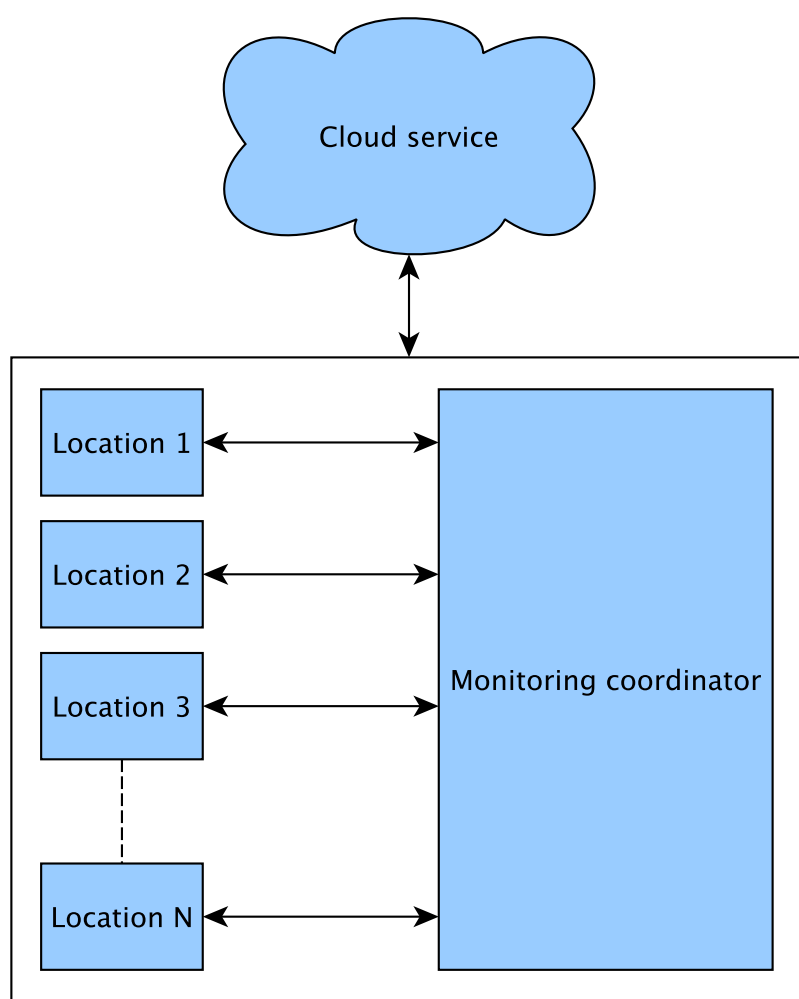 Cloud service
Location 1
Location 2
Location 3
Monitoring coordinator
Location N